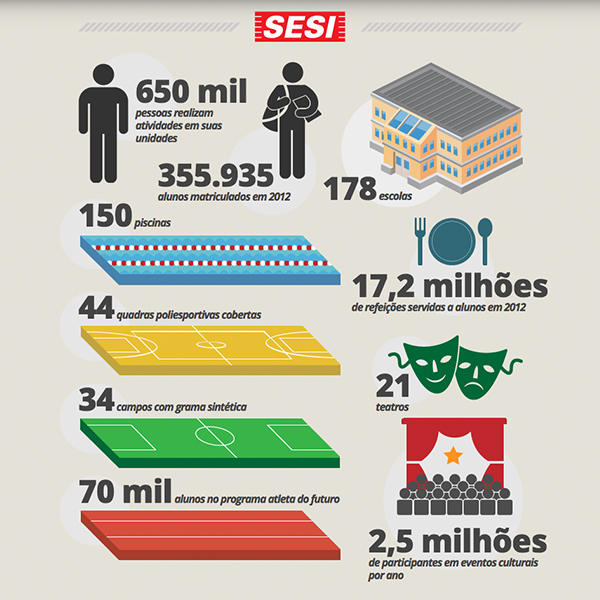 SESI
650 mil
pessoas realizam
atividades em suas
unidades
355.935
alunos matriculados em 2012
178 escolas
150 piscinas
17,2 milhões
de refeições servidas a alunos em 2012
44 quadras poliesportivas cobertas
21
teatros
34 campos com grama sintética
70 mil alunos no programa atleta do futuro
2,5 milhões
de participantes em eventos culturais
por ano